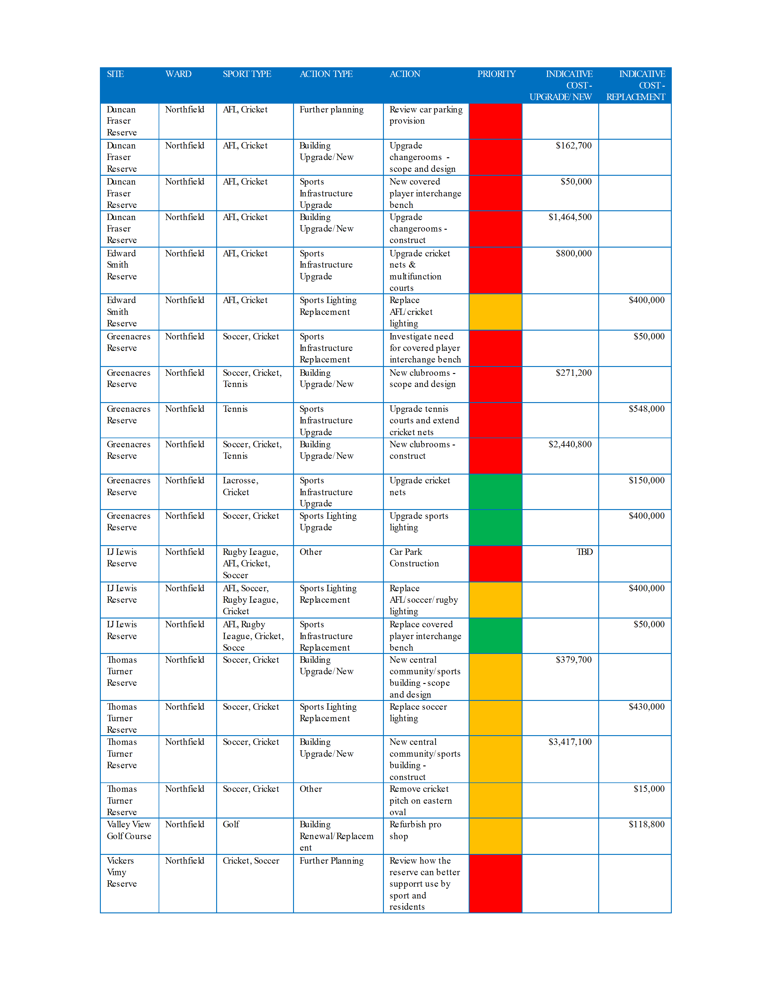 SITE WARD SPORT TYPE ACTION TYPE ACTION PRIORITY INDICATIVE INDICATIVE
COST - COST -
UPGRADE/NEW REPLACEMENT
Duncan Northfield AFL, Cricket Further planning Review car parking
Fraser provision
Reserve
Duncan Northfield AFL, Cricket Building Upgrade $162,700
Fraser Upgrade/New changerooms -
Reserve scope and design
Duncan Northfield AFL, Cricket Sports New covered $50,000
Fraser Infrastructure player interchange
Reserve Upgrade bench
Duncan Northfield AFL, Cricket Building Upgrade $1,464,500
Fraser Upgrade/New changerooms -
Reserve construct
Edward Northfield AFL, Cricket Sports Upgrade cricket $800,000
Smith Infrastructure nets &
Reserve Upgrade multifunction
courts
Edward Northfield AFL, Cricket Sports Lighting Replace $400,000
Smith Replacement AFL/cricket
Reserve lighting
Greenacres Northfield Soccer, Cricket Sports Investigate need $50,000
Reserve Infrastructure for covered player
Replacement interchange bench
Greenacres Northfield Soccer, Cricket, Building New clubrooms - $271,200
Reserve Tennis Upgrade/New scope and design
Greenacres Northfield Tennis Sports Upgrade tennis $548,000
Reserve Infrastructure courts and extend
Upgrade cricket nets
Greenacres Northfield Soccer, Cricket, Building New clubrooms - $2,440,800
Reserve Tennis Upgrade/New construct
Greenacres Northfield Lacrosse, Sports Upgrade cricket $150,000
Reserve Cricket Infrastructure nets
Upgrade
Greenacres Northfield Soccer, Cricket Sports Lighting Upgrade sports $400,000
Reserve Upgrade lighting
LJ Lewis Northfield Rugby League, Other Car Park TBD
Reserve AFL, Cricket, Construction
Soccer
LJ Lewis Northfield AFL, Soccer, Sports Lighting Replace $400,000
Reserve Rugby League, Replacement AFL/soccer/rugby
Cricket lighting
LJ Lewis Northfield AFL, Rugby Sports Replace covered $50,000
Reserve League, Cricket, Infrastructure player interchange
Socce Replacement bench
Thomas Northfield Soccer, Cricket Building New central $379,700
Turner Upgrade/New community/sports
Reserve building - scope
and design
Thomas Northfield Soccer, Cricket Sports Lighting Replace soccer $430,000
Turner Replacement lighting
Reserve
Thomas Northfield Soccer, Cricket Building New central $3,417,100
Turner Upgrade/New community/sports
Reserve building -
construct
Thomas Northfield Soccer, Cricket Other Remove cricket $15,000
Turner pitch on eastern
Reserve oval
Valley View Northfield Golf Building Refurbish pro $118,800
Golf Course Renewal/Replacem shop
ent
Vickers Northfield Cricket, Soccer Further Planning Review how the
Vimy reserve can better
Reserve supporrt use by
sport and
residents